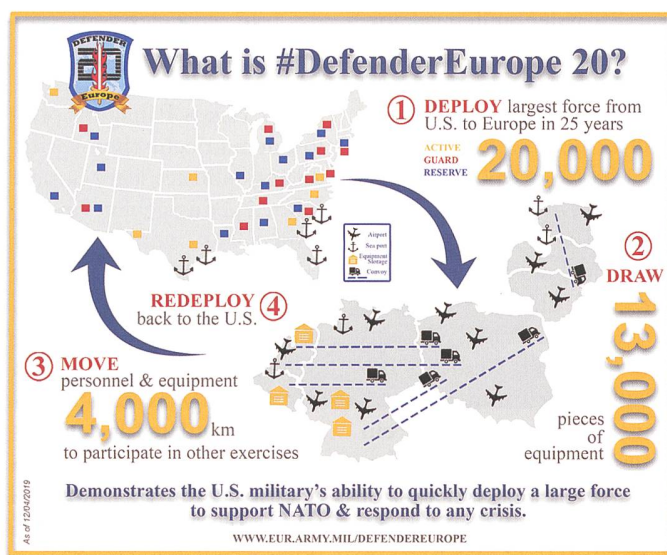 DEFENDER
20
Europe
What is #DefenderEurope 20?
1 DEPLOY largest force from
U.S. to Europe in 25 years
ACTIVE
GUARD
RESERVE
20,000
Airport
Sea port
Equipment
Storage
Convoy
2
DRAW
13,000
pieces
of
equipment
REDEPLOY 4
back to the U.S.
3 MOVE
personnel & equipment
4,000 km
to participate in other exercises
Demonstrates the U.S. military's ability to quickly deploy a large force
to support NATO & respond to any crisis.
WWW.EUR.ARMY.MIL/DEFENDEREUROPE
As of 12/04/2019